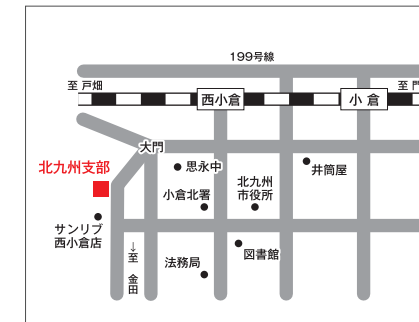 199号線
至 戸畑
至 門
西小倉
小 倉
大門
北九州支部
思永中
井筒屋
小倉北署
北九州
市役所
サンリブ
西小倉店
↓至 金田
法務局
図書館